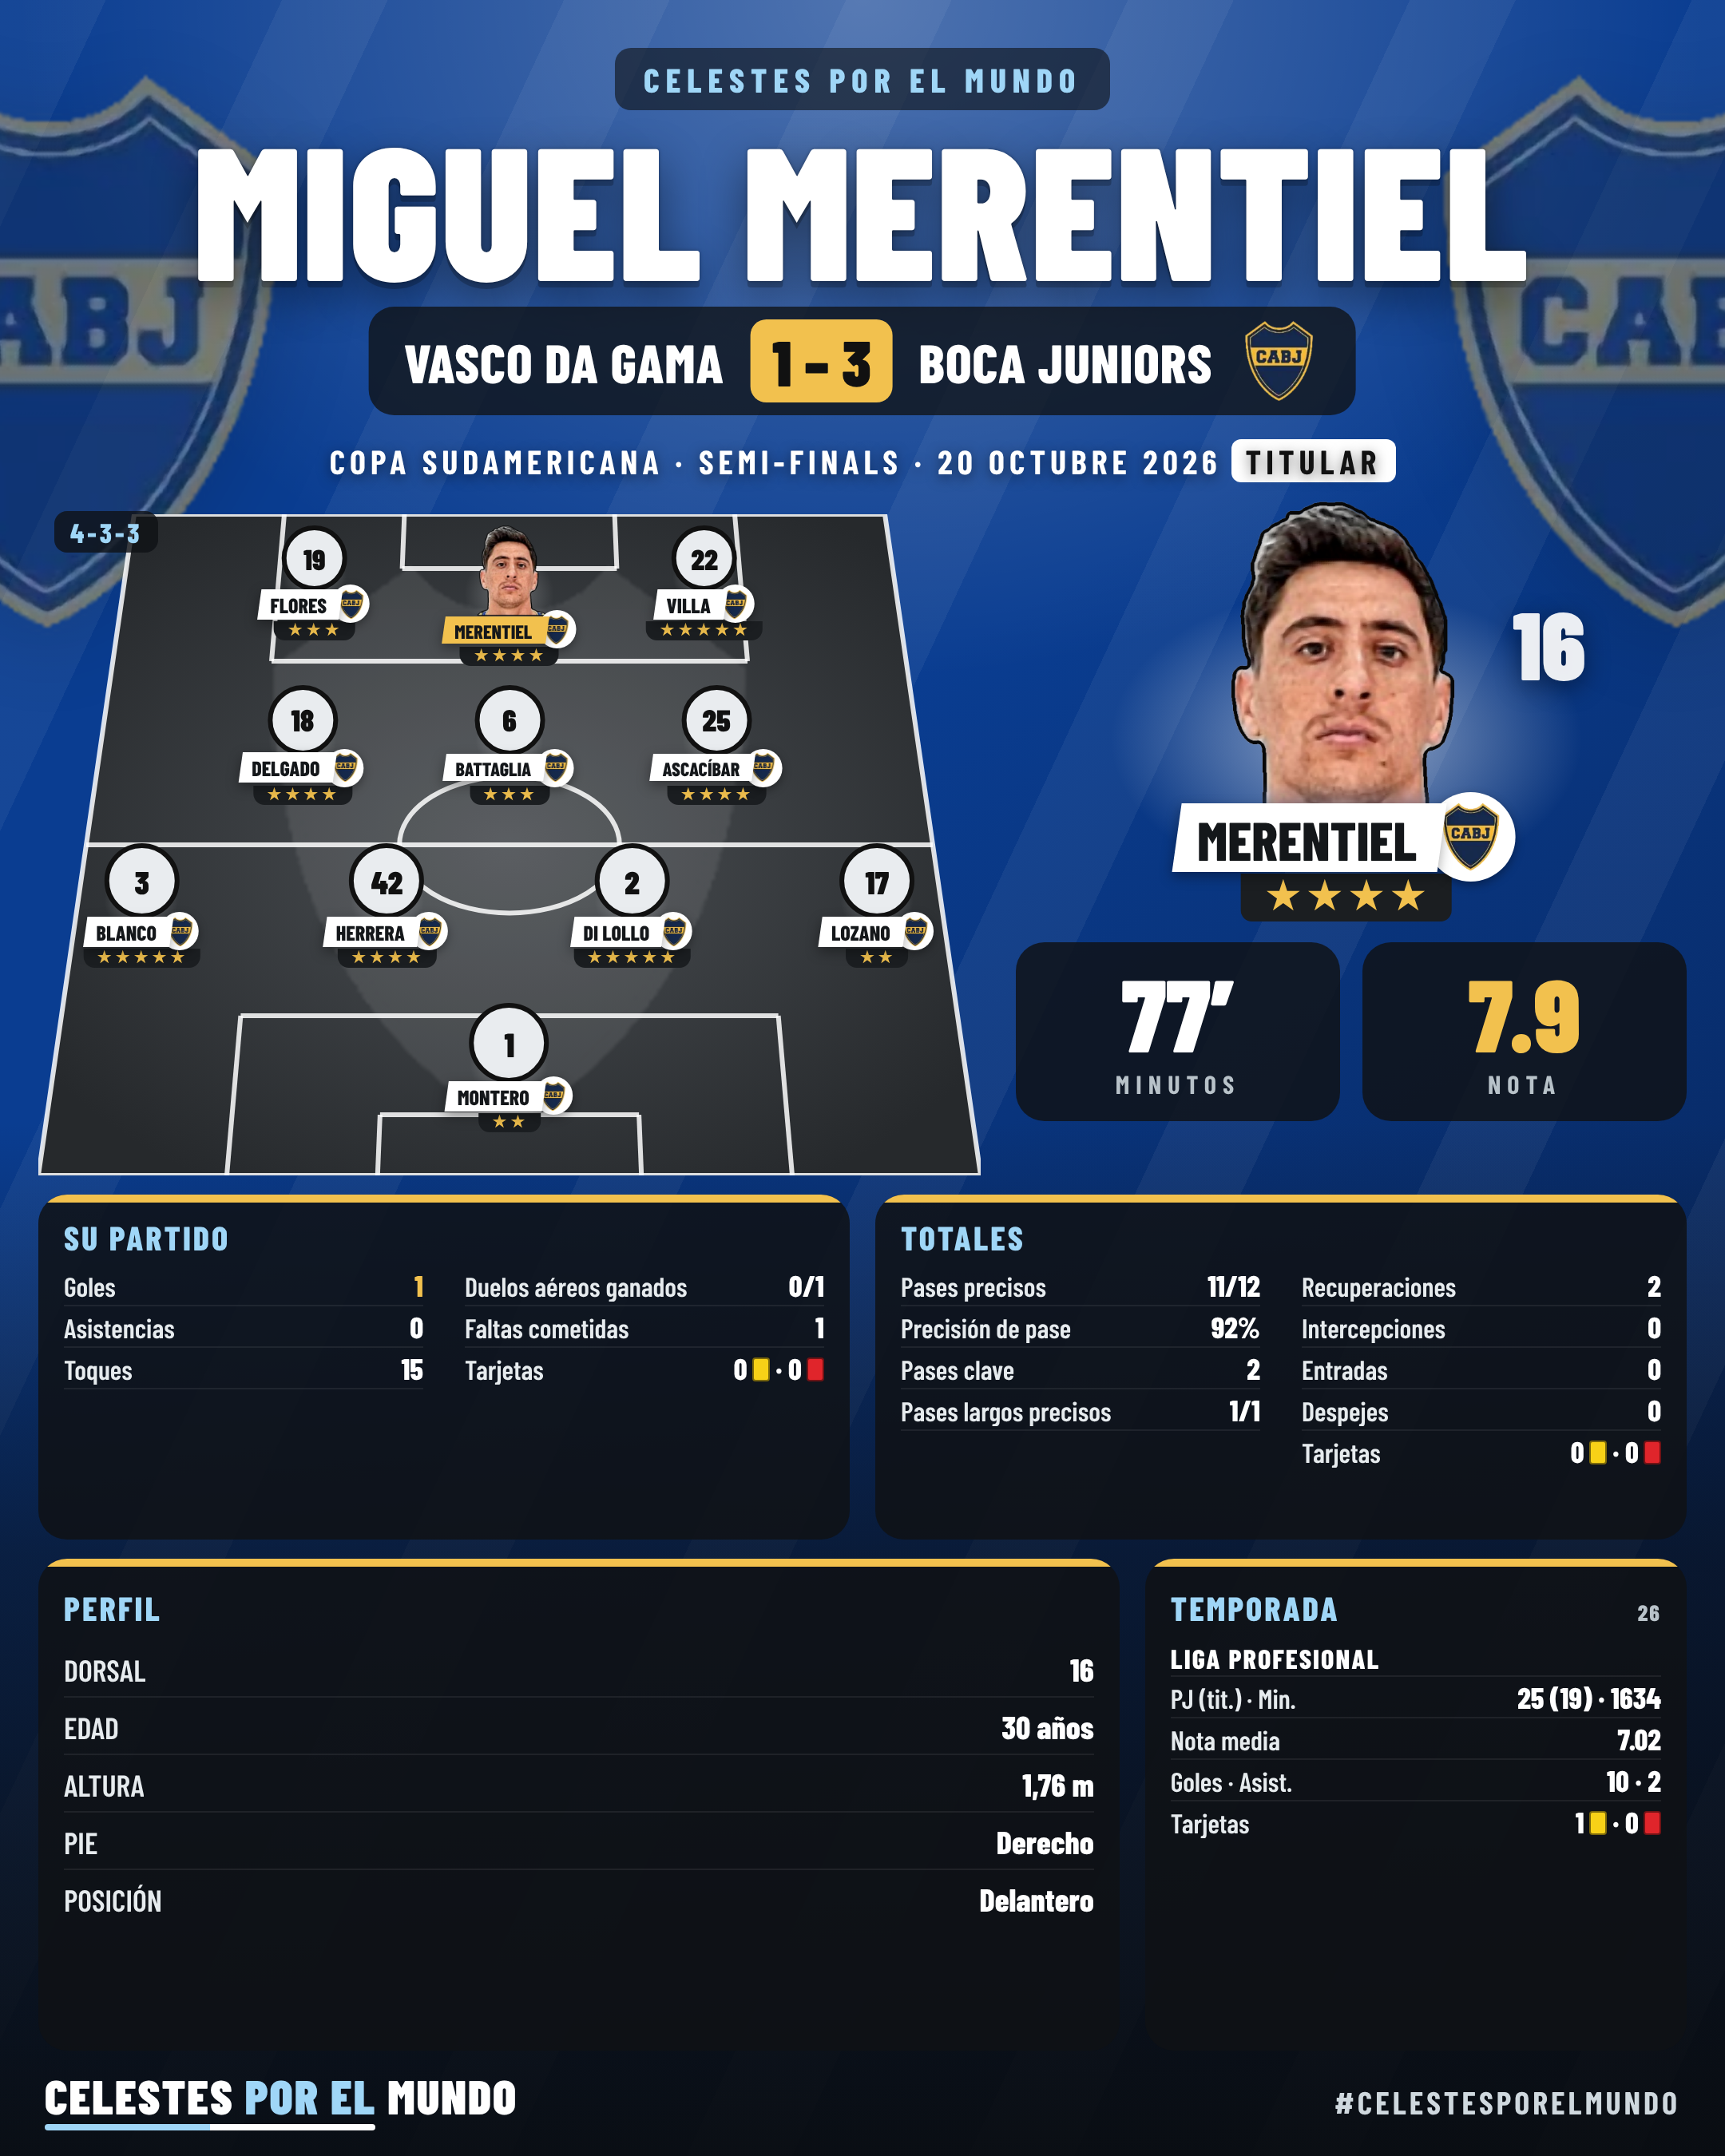 CELESTES POR EL MUNDO
MIGUEL MERENTIEL
VASCO DA GAMA 1 - 3 BOCA JUNIORS CABJ
COPA SUDAMERICANA · SEMI-FINALS · 20 OCTUBRE 2026 TITULAR
4-3-3
19
FLORES
MERENTIEL
22
VILLA
18
DELGADO
6
BATTAGLIA
25
ASCACÍBAR
3
BLANCO
42
HERRERA
2
DI LOLLO
17
LOZANO
1
MONTERO
16
MERENTIEL CABJ
77’
MINUTOS
7.9
NOTA
SU PARTIDO
Goles 1
Asistencias 0
Toques 15
Duelos aéreos ganados 0/1
Faltas cometidas 1
Tarjetas 0 · 0
TOTALES
Pases precisos 11/12
Precisión de pase 92%
Pases clave 2
Pases largos precisos 1/1
Recuperaciones 2
Intercepciones 0
Entradas 0
Despejes 0
Tarjetas 0 · 0
PERFIL
DORSAL 16
EDAD 30 años
ALTURA 1,76 m
PIE Derecho
POSICIÓN Delantero
TEMPORADA 26
LIGA PROFESIONAL
PJ (tit.) · Min. 25 (19) · 1634
Nota media 7.02
Goles · Asist. 10 · 2
Tarjetas 1 · 0
CELESTES POR EL MUNDO
#CELESTESPORELMUNDO